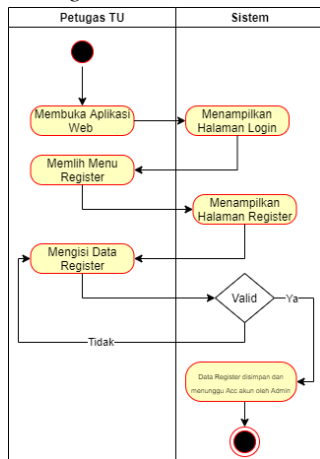 Petugas TU
Sistem
Membuka Aplikasi
Web
Menampilkan
Halaman Login
Memlih Menu
Register
Menampilkan
Halaman Register
Mengisi Data
Register
Valid
Ya
Tidak
Data Register disimpan dan
menunggu Acc akun oleh Admin